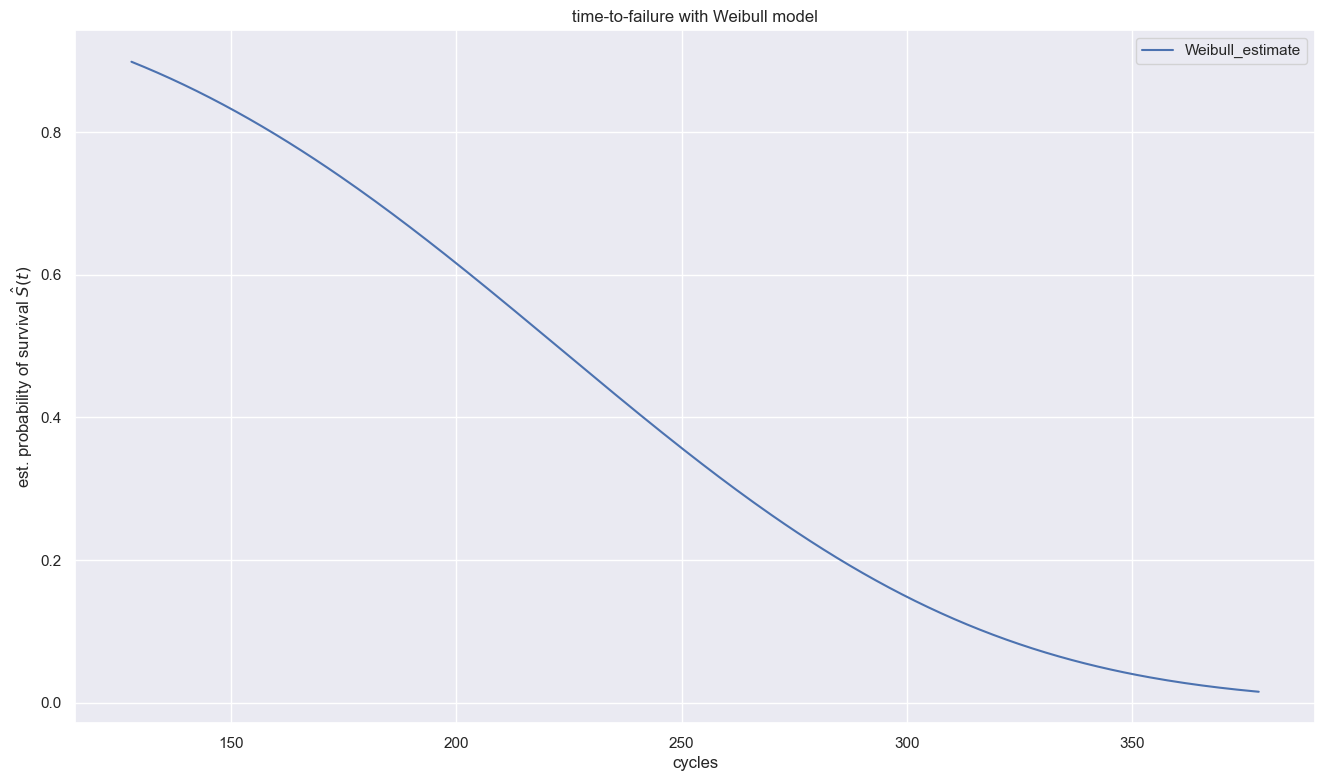 time-to-failure with Weibull model
Weibull_estimate
est. probability of survival Ŝ(t)
0.8
0.6
0.4
0.2
0.0
150 200 250 300 350
cycles